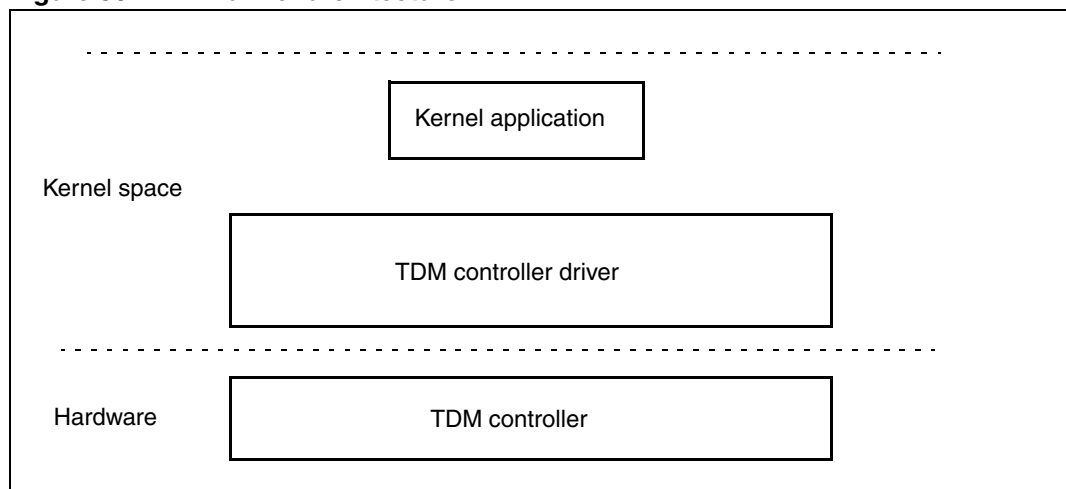 Kernel application
Kernel space
TDM controller driver
Hardware
TDM controller